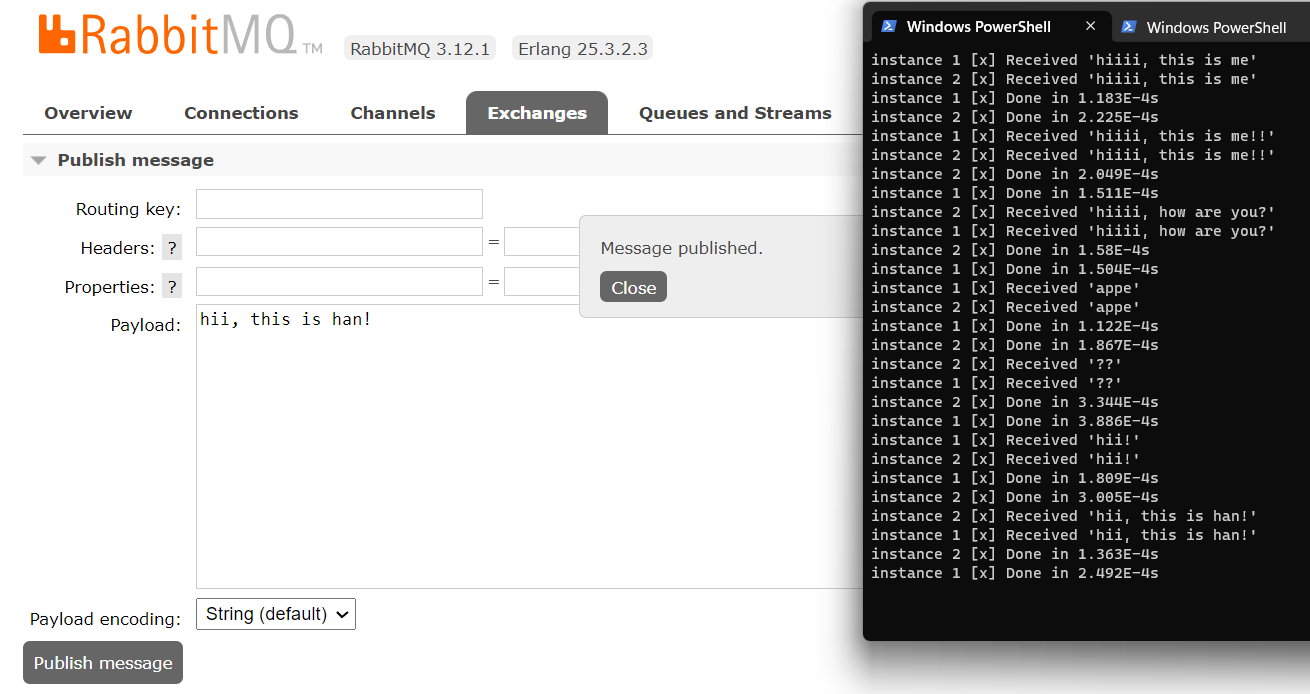 RabbitMQ TM
RabbitMQ 3.12.1
Erlang 25.3.2.3
Overview
Connections
Channels
Exchanges
Queues and Streams
Publish message
Routing key:
Headers: ? =
Properties: ? =
Payload:
hii, this is han!
Message published.
Close
Payload encoding:
String (default)
Publish message
Windows PowerShell ×
Windows PowerShell
instance 1 [x] Received 'hiiii, this is me'
instance 2 [x] Received 'hiiii, this is me'
instance 1 [x] Done in 1.183E-4s
instance 2 [x] Done in 2.225E-4s
instance 1 [x] Received 'hiiii, this is me!!'
instance 2 [x] Received 'hiiii, this is me!!'
instance 2 [x] Done in 2.049E-4s
instance 1 [x] Done in 1.511E-4s
instance 2 [x] Received 'hiiii, how are you?'
instance 1 [x] Received 'hiiii, how are you?'
instance 2 [x] Done in 1.58E-4s
instance 1 [x] Done in 1.504E-4s
instance 1 [x] Received 'appe'
instance 2 [x] Received 'appe'
instance 1 [x] Done in 1.122E-4s
instance 2 [x] Done in 1.867E-4s
instance 2 [x] Received '??'
instance 1 [x] Received '??'
instance 2 [x] Done in 3.344E-4s
instance 1 [x] Done in 3.886E-4s
instance 1 [x] Received 'hii!'
instance 2 [x] Received 'hii!'
instance 1 [x] Done in 1.809E-4s
instance 2 [x] Done in 3.005E-4s
instance 2 [x] Received 'hii, this is han!'
instance 1 [x] Received 'hii, this is han!'
instance 2 [x] Done in 1.363E-4s
instance 1 [x] Done in 2.492E-4s